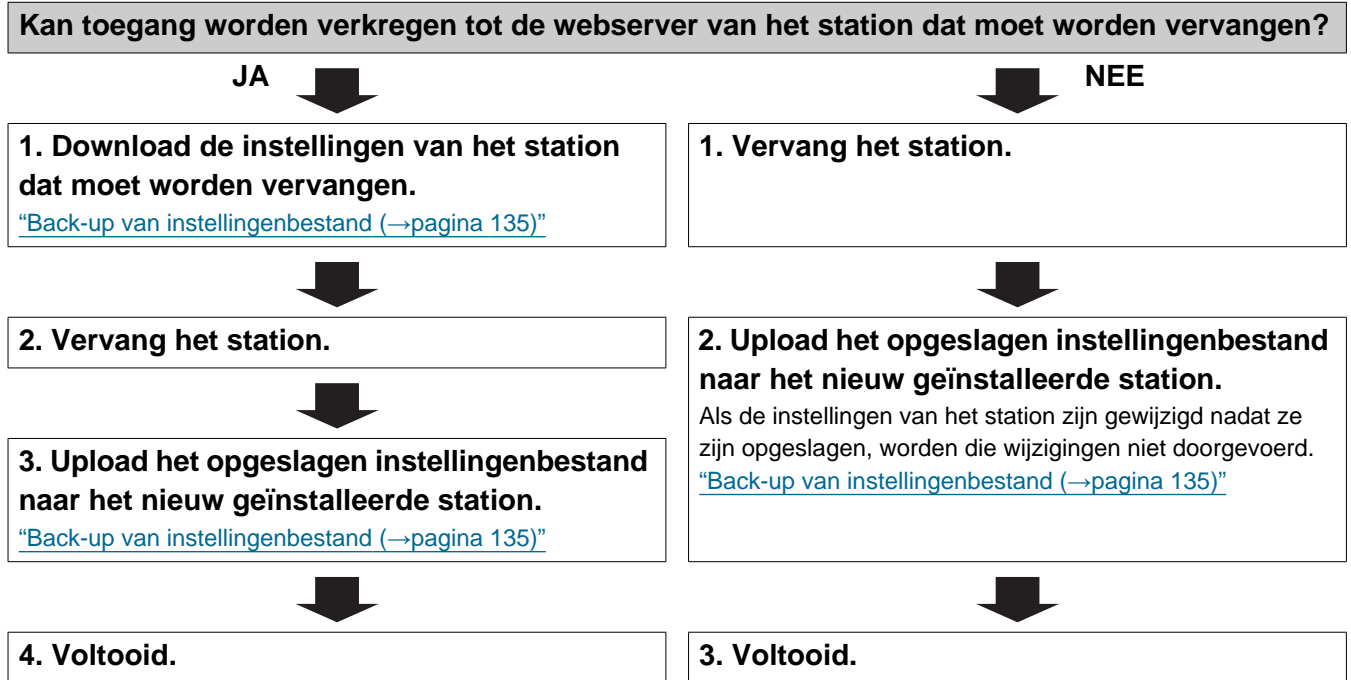 Kan toegang worden verkregen tot de webserver van het station dat moet worden vervangen?
JA
NEE
1. Download de instellingen van het station
dat moet worden vervangen.
“Back-up van instellingenbestand (→pagina 135)”
1. Vervang het station.
2. Vervang het station.
2. Upload het opgeslagen instellingenbestand
naar het nieuw geïnstalleerde station.
Als de instellingen van het station zijn gewijzigd nadat ze
zijn opgeslagen, worden die wijzigingen niet doorgevoerd.
“Back-up van instellingenbestand (→pagina 135)”
3. Upload het opgeslagen instellingenbestand
naar het nieuw geïnstalleerde station.
“Back-up van instellingenbestand (→pagina 135)”
4. Voltooid.
3. Voltooid.